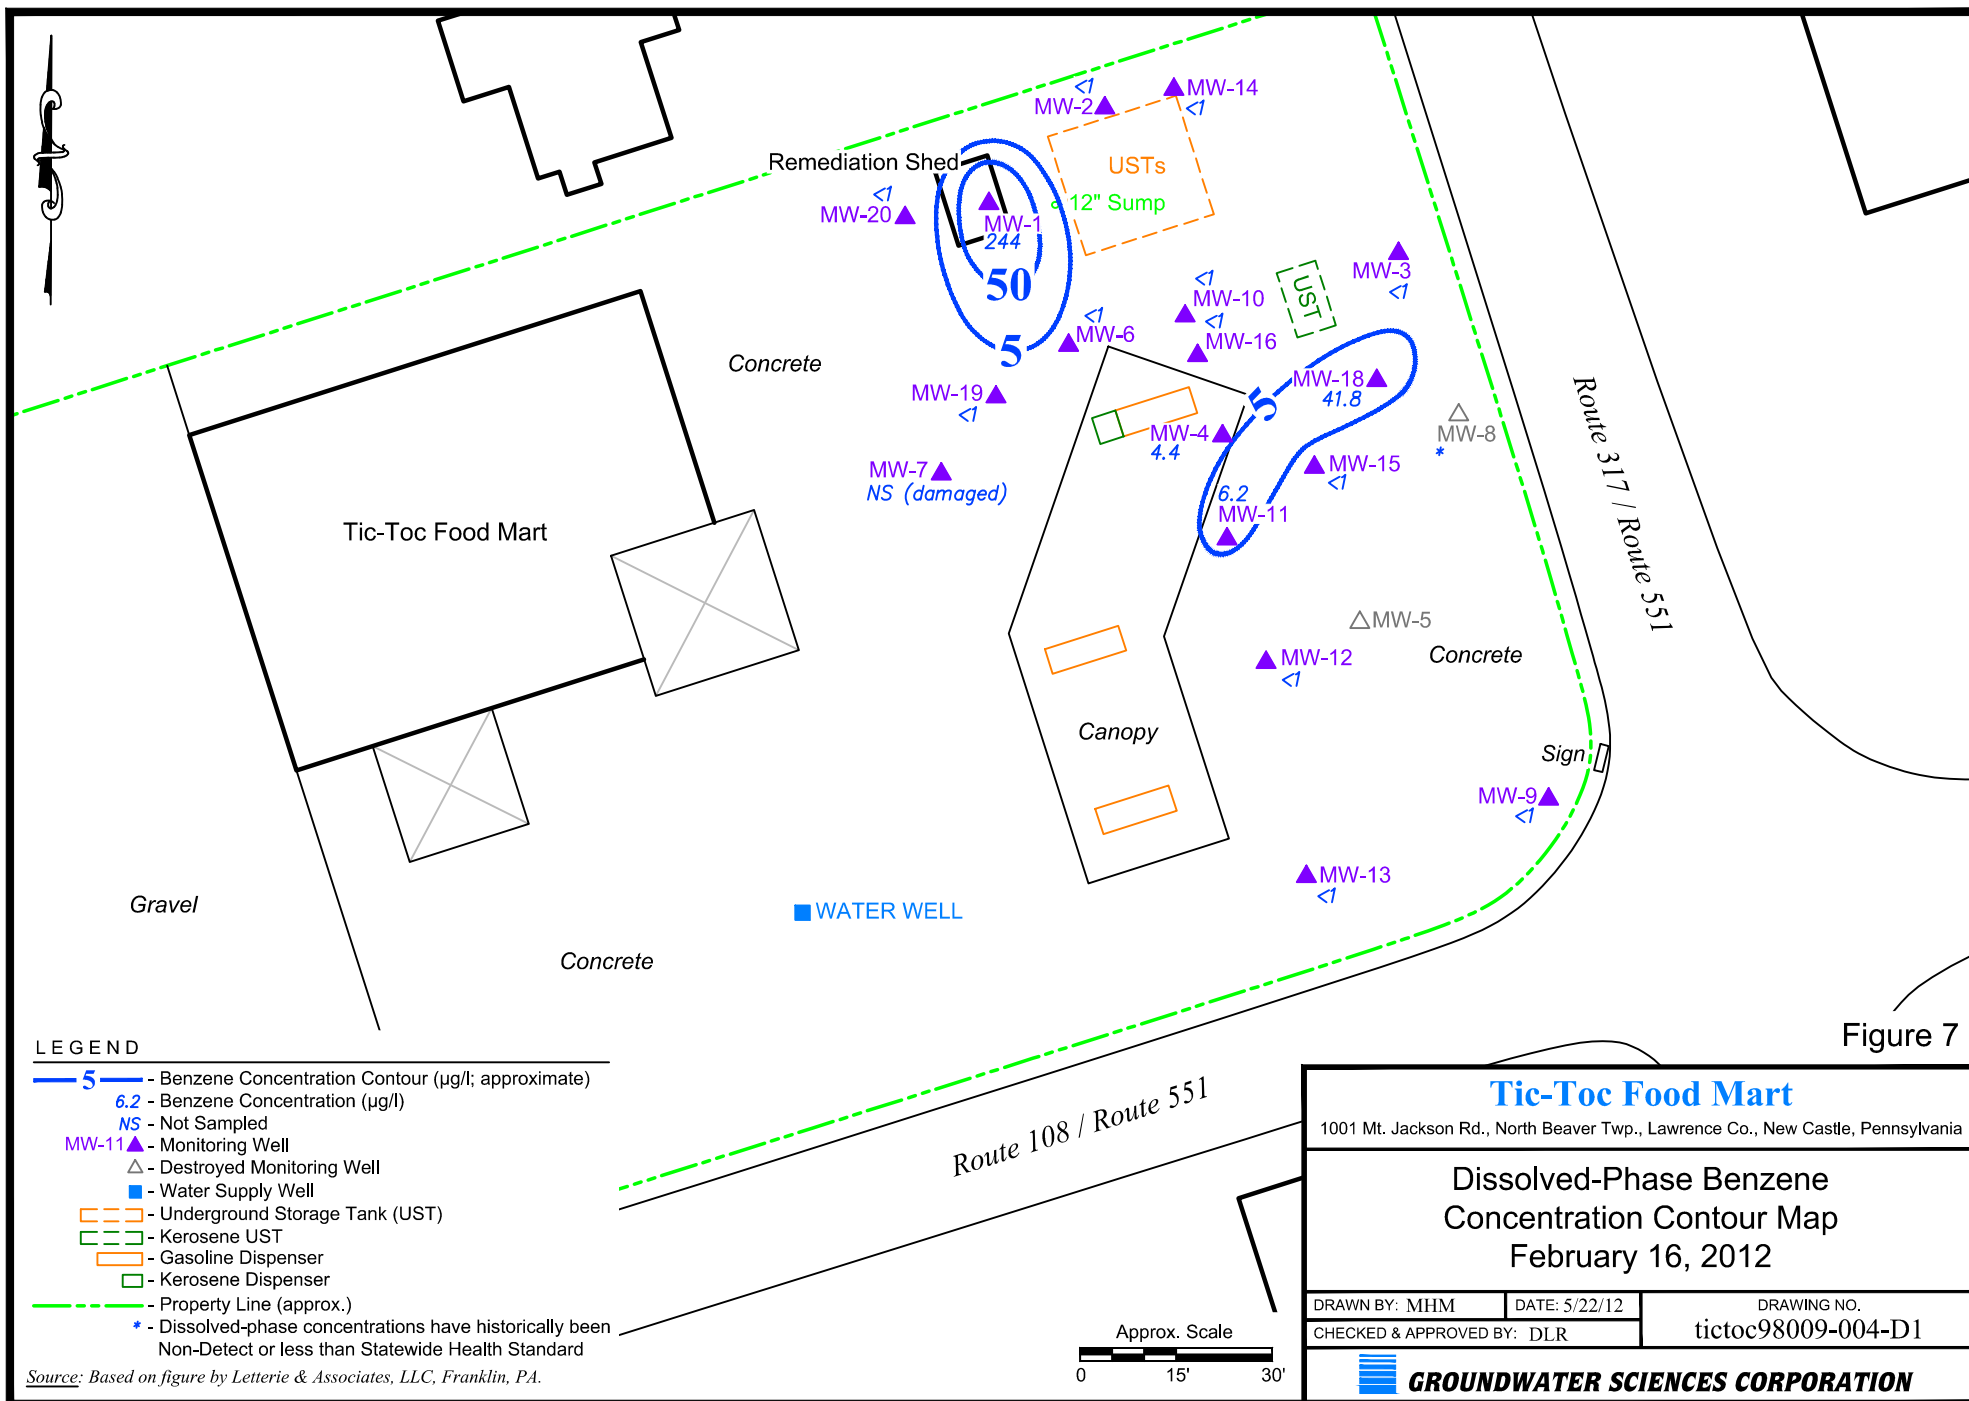 <1
MW-14
MW-2
<1
Remediation Shed
USTs
<1
12" Sump
MW-20
MW-1
244
MW-3
<1
<1
50
MW-10
UST
<1
<1
MW-6
MW-16
5
Concrete
MW-18
41.8
MW-19
<1
5
MW-4
4.4
MW-8
*
MW-7
NS (damaged)
MW-15
<1
6.2
MW-11
Route 317 / Route 551
Tic-Toc Food Mart
MW-5
Concrete
MW-12
<1
Canopy
Sign
MW-9
<1
MW-13
<1
Gravel
WATER WELL
Concrete
Figure 7
LEGEND
5 - Benzene Concentration Contour (µg/l; approximate)
6.2 - Benzene Concentration (µg/l)
NS - Not Sampled
MW-11 - Monitoring Well
- Destroyed Monitoring Well
- Water Supply Well
- Underground Storage Tank (UST)
- Kerosene UST
- Gasoline Dispenser
- Kerosene Dispenser
- Property Line (approx.)
* - Dissolved-phase concentrations have historically been
Non-Detect or less than Statewide Health Standard
Source: Based on figure by Letterie & Associates, LLC, Franklin, PA.
Route 108 / Route 551
Approx. Scale
0 15' 30'
Tic-Toc Food Mart
1001 Mt. Jackson Rd., North Beaver Twp., Lawrence Co., New Castle, Pennsylvania
Dissolved-Phase Benzene
Concentration Contour Map
February 16, 2012
DRAWN BY: MHM
DATE: 5/22/12
CHECKED & APPROVED BY: DLR
DRAWING NO.
tictoc98009-004-D1
GROUNDWATER SCIENCES CORPORATION